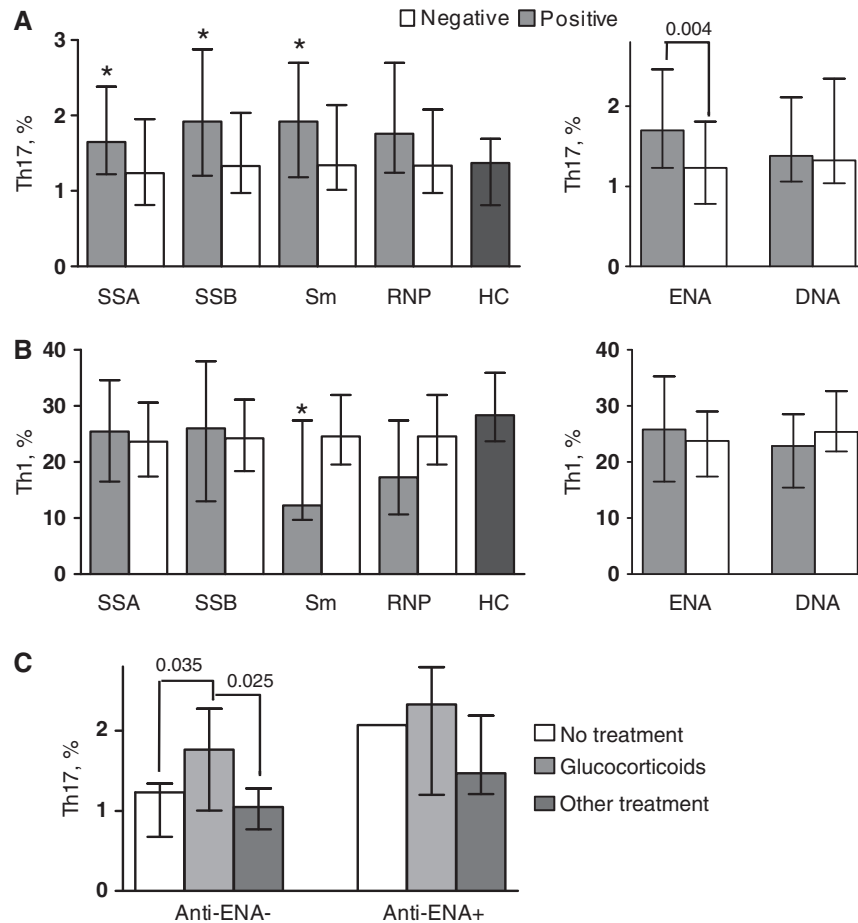 A
Negative Positive
Th17, %
3
2
1
0
*
*
*
SSA SSB Sm RNP HC
Th17, %
2
1
0
0.004
ENA DNA
B
Th1, %
40
30
20
10
0
*
SSA SSB Sm RNP HC
Th1, %
40
30
20
10
0
ENA DNA
C
Th17, %
2
1
0
0.035
0.025
Anti-ENA- Anti-ENA+
No treatment
Glucocorticoids
Other treatment